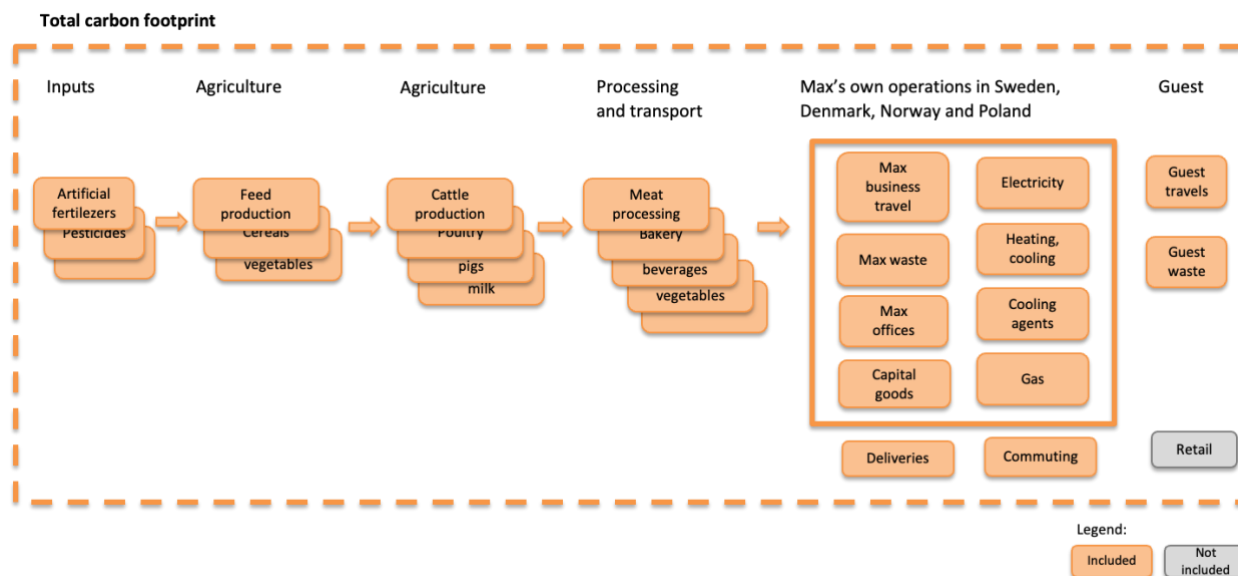 Total carbon footprint
Inputs
Agriculture
Agriculture
Processing
and transport
Max's own operations in Sweden,
Denmark, Norway and Poland
Guest
Artificial
fertilezers
Pesticides
Feed
production
Cereals
vegetables
Cattle
production
Poultry
pigs
milk
Meat
processing
Bakery
beverages
vegetables
Max
business
travel
Electricity
Max waste
Heating,
cooling
Max
offices
Cooling
agents
Capital
goods
Gas
Deliveries
Commuting
Guest
travels
Guest
waste
Retail
Legend:
Included
Not
included